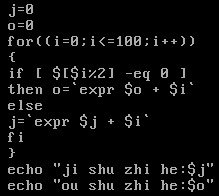 j=0
o=0
for((i=0;i<=100;i++))
{
if [ $[$i%2] -eq 0 ]
then o=`expr $o + $i`
else
j=`expr $j + $i`
fi
}
echo "ji shu zhi he:$j"
echo "ou shu zhi he:$o"